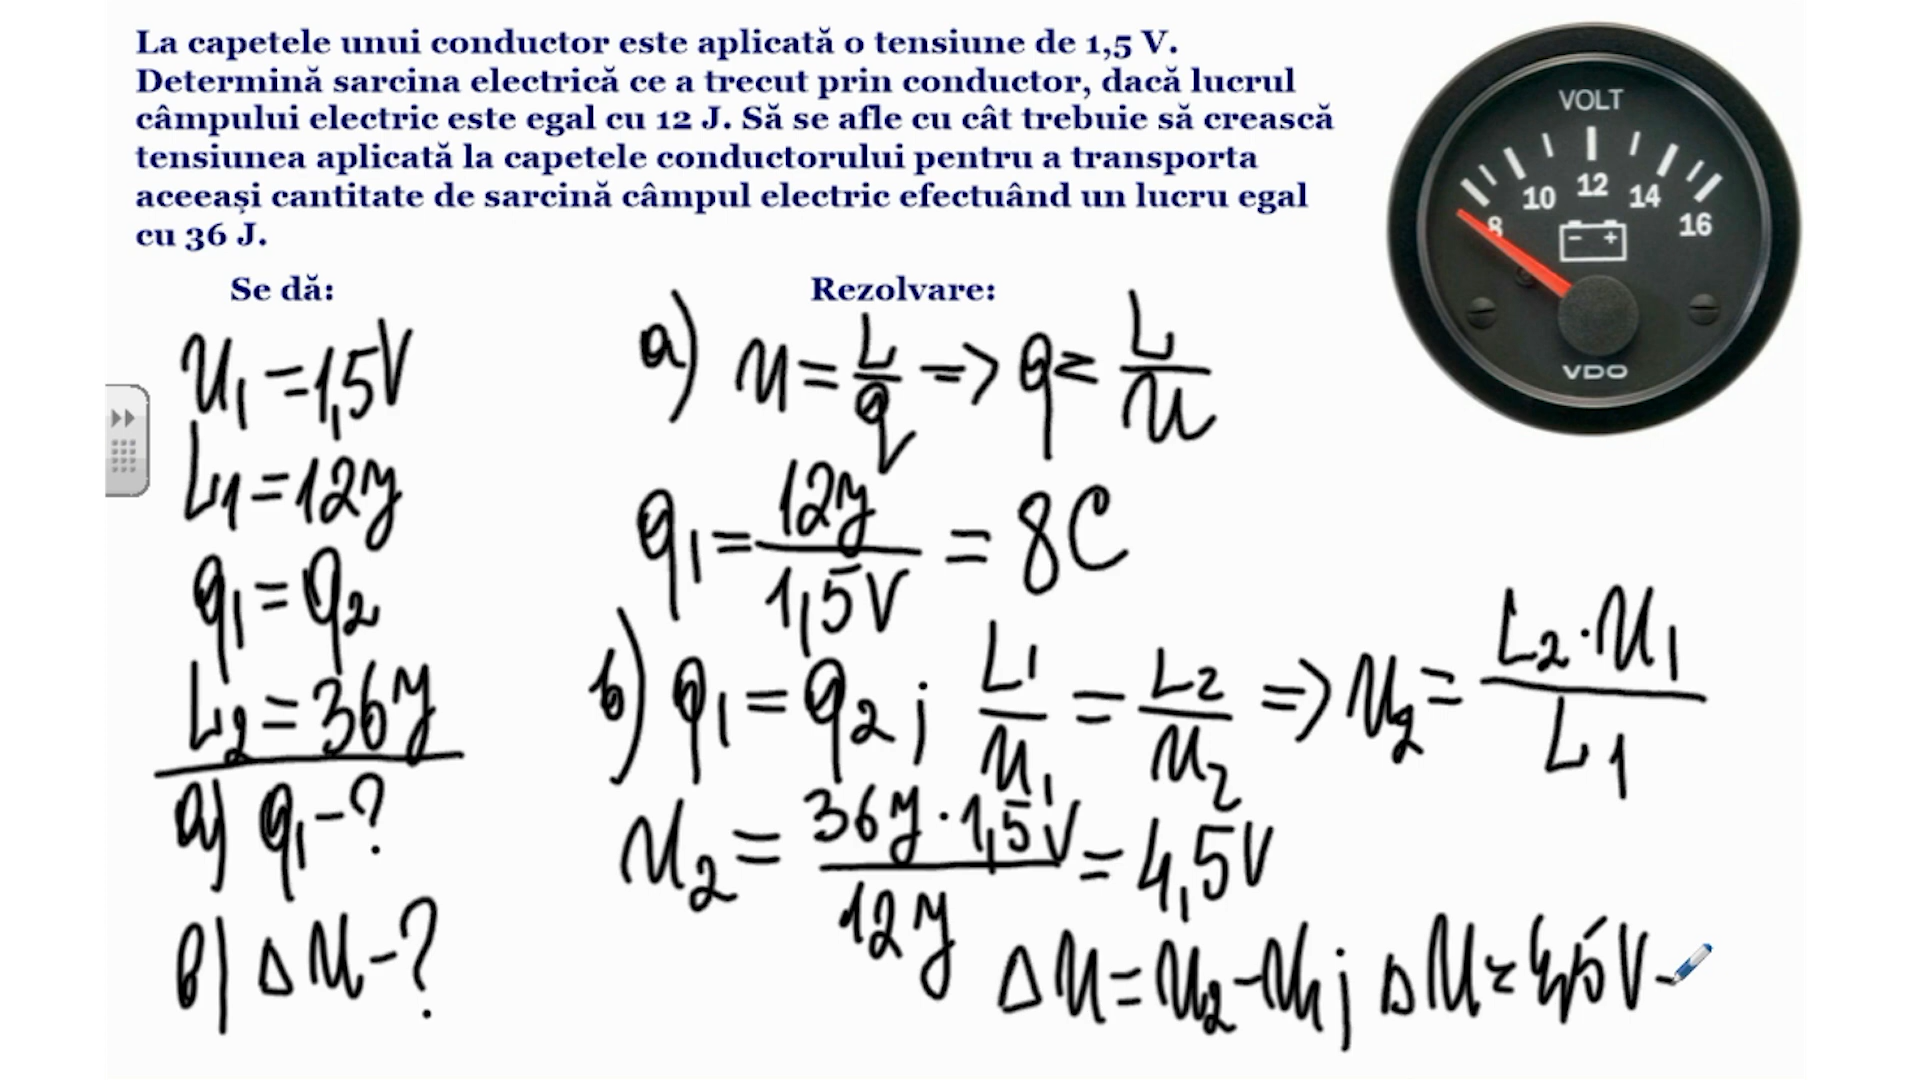 La capetele unui conductor este aplicată o tensiune de 1,5 V.
Determină sarcina electrică ce a trecut prin conductor, dacă lucrul
câmpului electric este egal cu 12 J. Să se afle cu cât trebuie să crească
tensiunea aplicată la capetele conductorului pentru a transporta
aceeaşi cantitate de sarcină câmpul electric efectuând un lucru egal
cu 36 J.
VOLT
8 10 12 14 16
- +
VDO
Se dă:
U₁ = 1,5V
L₁ = 12J
q₁ = q₂
L₂ = 36J
a) q₁ - ?
b) ΔU - ?
Rezolvare:
a) U = L/q => q = L/U
q₁ = 12J/1,5V = 8C
b) q₁ = q₂; L₁/U₁ = L₂/U₂ => U₂ = L₂·U₁/L₁
U₂ = 36J·1,5V/12J = 4,5V
ΔU = U₂ - U₁; ΔU = 4,5V -